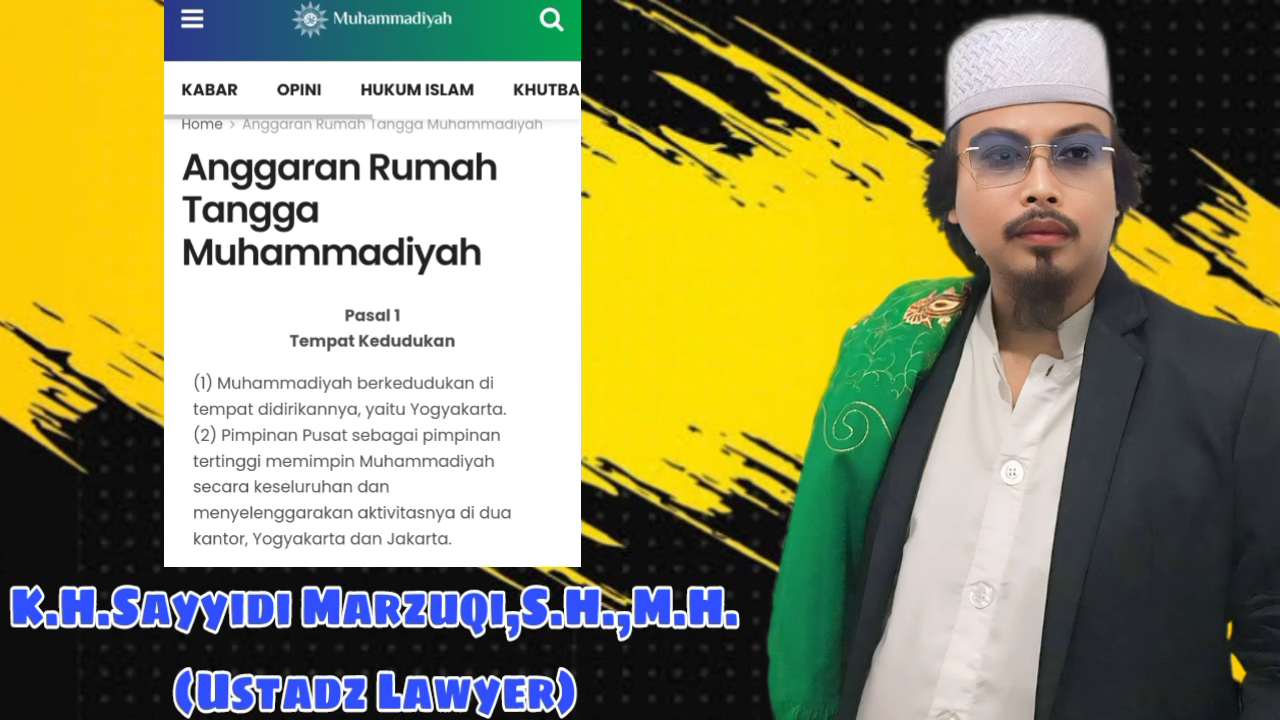 Muhammadiyah
KABAR OPINI HUKUM ISLAM KHUTBA
Home > Anggaran Rumah Tangga Muhammadiyah
Anggaran Rumah
Tangga
Muhammadiyah
Pasal 1
Tempat Kedudukan
(1) Muhammadiyah berkedudukan di
tempat didirikannya, yaitu Yogyakarta.
(2) Pimpinan Pusat sebagai pimpinan
tertinggi memimpin Muhammadiyah
secara keseluruhan dan
menyelenggarakan aktivitasnya di dua
kantor, Yogyakarta dan Jakarta.
K.H.Sayyidi Marzuqi,S.H.,M.H.
(Ustadz Lawyer)